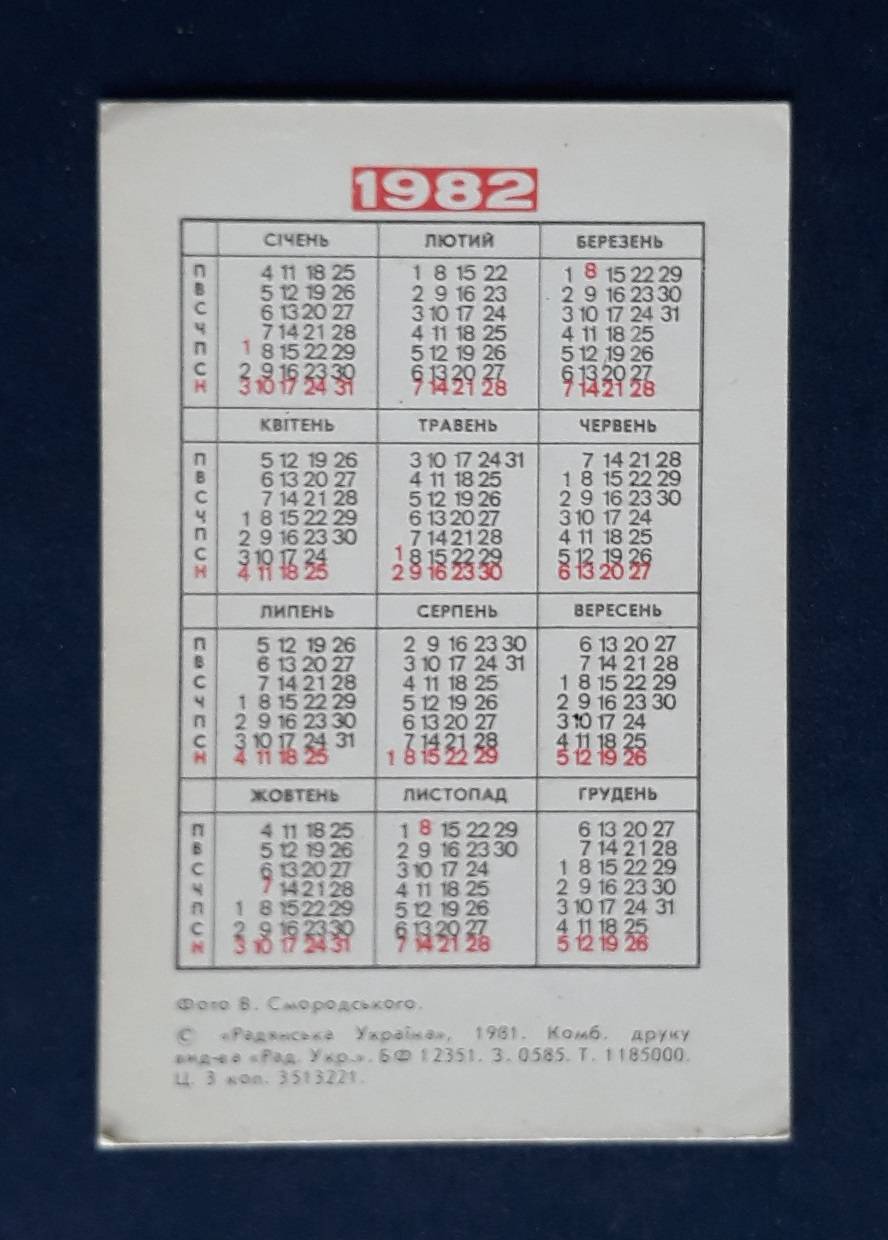 1982
СІЧЕНЬ ЛЮТИЙ БЕРЕЗЕНЬ
П 4 11 18 25 1 8 15 22 1 8 15 22 29
В 5 12 19 26 2 9 16 23 2 9 16 23 30
С 6 13 20 27 3 10 17 24 3 10 17 24 31
Ч 7 14 21 28 4 11 18 25 4 11 18 25
П 1 8 15 22 29 5 12 19 26 5 12 19 26
С 2 9 16 23 30 6 13 20 27 6 13 20 27
Н 3 10 17 24 31 7 14 21 28 7 14 21 28
КВІТЕНЬ ТРАВЕНЬ ЧЕРВЕНЬ
П 5 12 19 26 3 10 17 24 31 7 14 21 28
В 6 13 20 27 4 11 18 25 1 8 15 22 29
С 7 14 21 28 5 12 19 26 2 9 16 23 30
Ч 1 8 15 22 29 6 13 20 27 3 10 17 24
П 2 9 16 23 30 7 14 21 28 4 11 18 25
С 3 10 17 24 1 8 15 22 29 5 12 19 26
Н 4 11 18 25 2 9 16 23 30 6 13 20 27
ЛИПЕНЬ СЕРПЕНЬ ВЕРЕСЕНЬ
П 5 12 19 26 2 9 16 23 30 6 13 20 27
В 6 13 20 27 3 10 17 24 31 7 14 21 28
С 7 14 21 28 4 11 18 25 1 8 15 22 29
Ч 1 8 15 22 29 5 12 19 26 2 9 16 23 30
П 2 9 16 23 30 6 13 20 27 3 10 17 24
С 3 10 17 24 31 7 14 21 28 4 11 18 25
Н 4 11 18 25 1 8 15 22 29 5 12 19 26
ЖОВТЕНЬ ЛИСТОПАД ГРУДЕНЬ
П 4 11 18 25 1 8 15 22 29 6 13 20 27
В 5 12 19 26 2 9 16 23 30 7 14 21 28
С 6 13 20 27 3 10 17 24 1 8 15 22 29
Ч 7 14 21 28 4 11 18 25 2 9 16 23 30
П 1 8 15 22 29 5 12 19 26 3 10 17 24 31
С 2 9 16 23 30 6 13 20 27 4 11 18 25
Н 3 10 17 24 31 7 14 21 28 5 12 19 26
Фото В. Смородського.
© «Радянська Україна», 1981. Комб. друку
вид-ва «Рад. Укр.». БФ 12351. З. 0585. Т. 1185000.
Ц. 3 коп. 3513221.